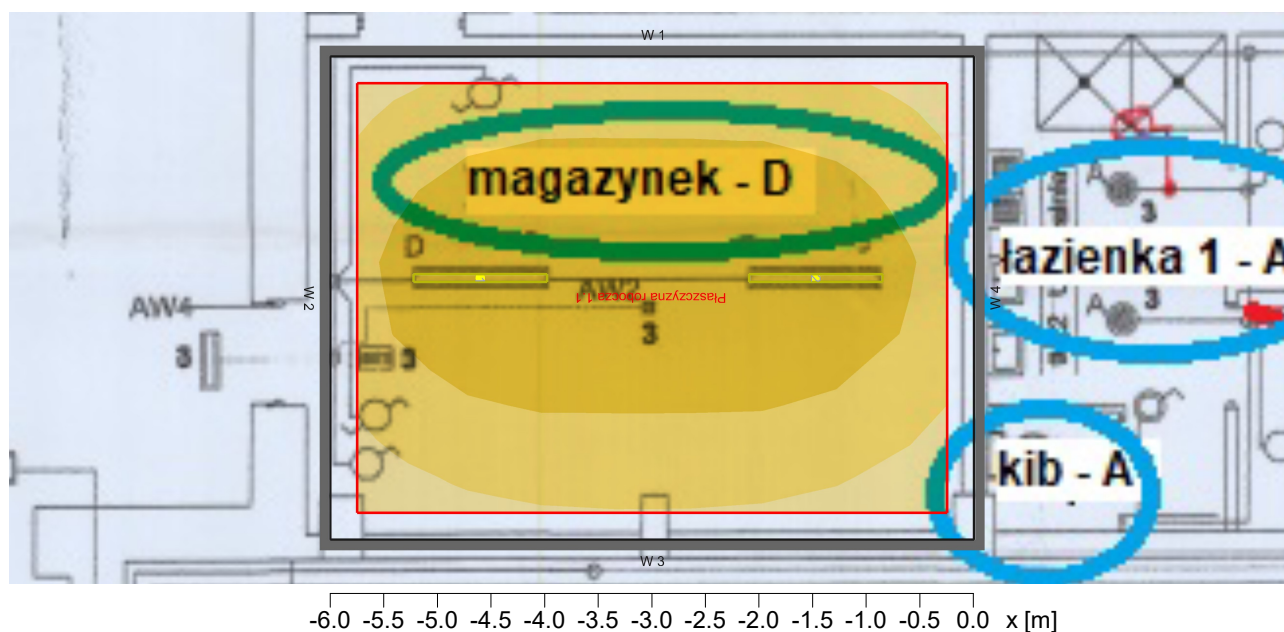 W 1
magazynek - D
A
3
łazienka 1 - A
D
AW2
Płaszczyzna robocza 1.1
W 2
W 4
AW4
3
A
3
3
3
kib - A
W 3
-6.0 -5.5 -5.0 -4.5 -4.0 -3.5 -3.0 -2.5 -2.0 -1.5 -1.0 -0.5 0.0 x [m]